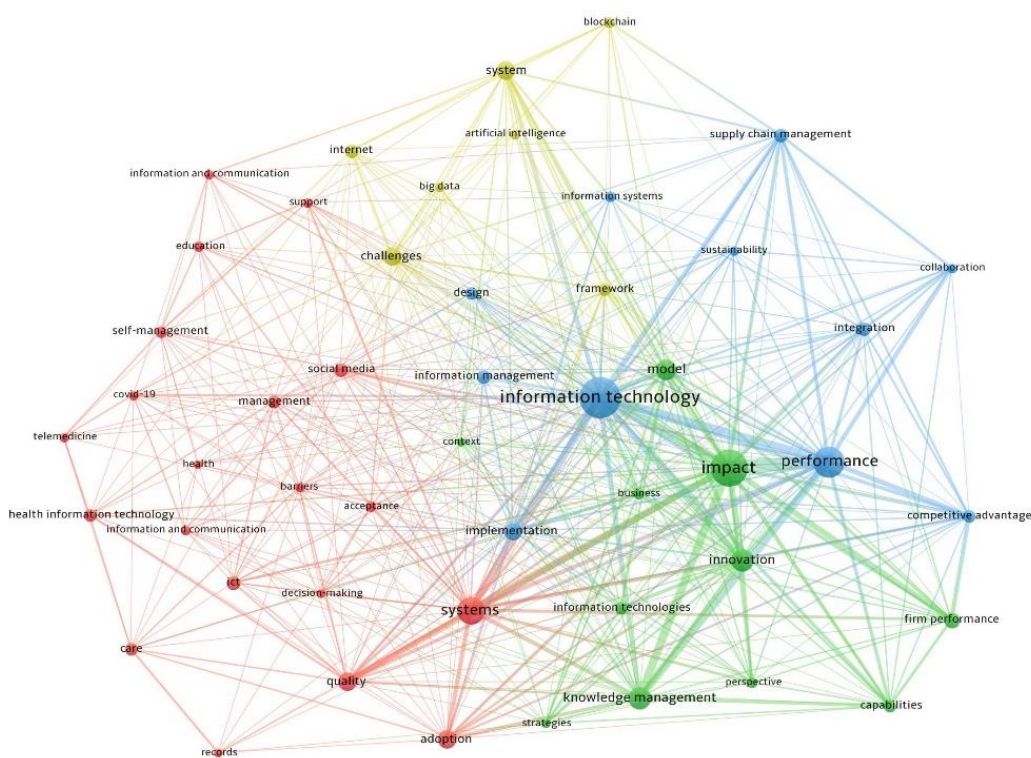 blockchain
system
artificial intelligence
supply chain management
internet
information and communication
big data
information systems
support
education
challenges
sustainability
collaboration
design
framework
self-management
integration
social media
information management
model
covid-19
management
information technology
telemedicine
context
health
impact
performance
barriers
business
acceptance
health information technology
information and communication
implementation
competitive advantage
innovation
ict
decision-making
systems
information technologies
firm performance
care
quality
knowledge management
perspective
capabilities
strategies
adoption
records